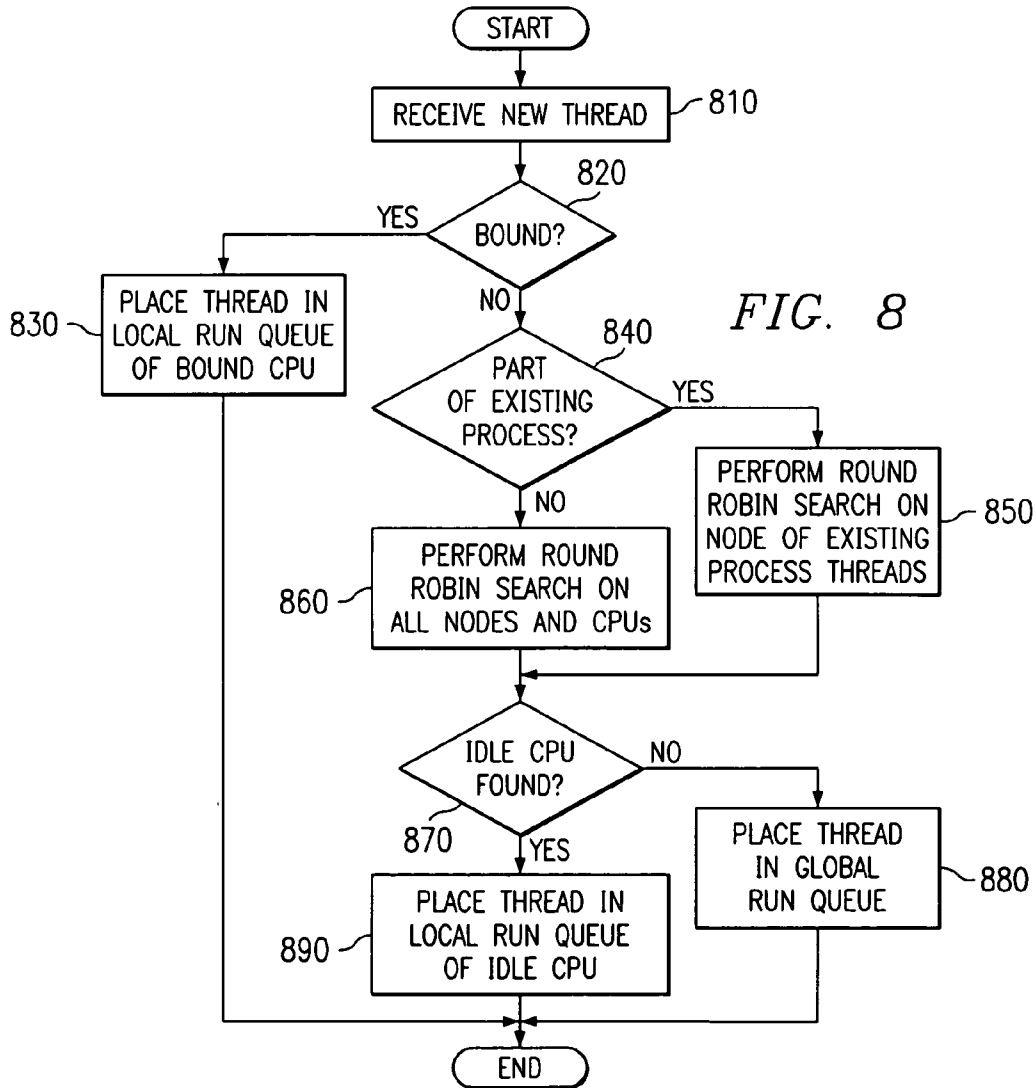 START
RECEIVE NEW THREAD
810
820
YES
BOUND?
NO
PLACE THREAD IN
LOCAL RUN QUEUE
OF BOUND CPU
830
FIG. 8
840
PART
OF EXISTING
PROCESS?
YES
NO
PERFORM ROUND
ROBIN SEARCH ON
NODE OF EXISTING
PROCESS THREADS
850
PERFORM ROUND
ROBIN SEARCH ON
ALL NODES AND CPUs
860
IDLE CPU
FOUND?
NO
870
YES
PLACE THREAD
IN GLOBAL
RUN QUEUE
880
PLACE THREAD IN
LOCAL RUN QUEUE
OF IDLE CPU
890
END